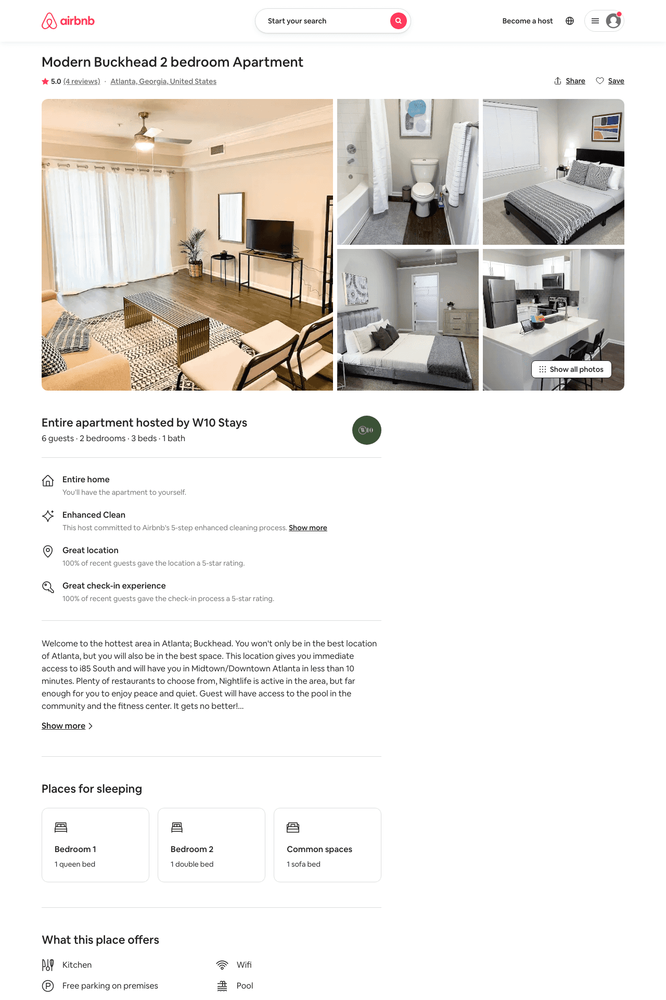 airbnb
Start your search
Become a host
Modern Buckhead 2 bedroom Apartment
5.0 (4 reviews) · Atlanta, Georgia, United States
Share
Save
Show all photos
Entire apartment hosted by W10 Stays
6 guests · 2 bedrooms · 3 beds · 1 bath
W10
Entire home
You'll have the apartment to yourself.
Enhanced Clean
This host committed to Airbnb's 5-step enhanced cleaning process. Show more
Great location
100% of recent guests gave the location a 5-star rating.
Great check-in experience
100% of recent guests gave the check-in process a 5-star rating.
Welcome to the hottest area in Atlanta; Buckhead. You won't only be in the best location
of Atlanta, but you will also be in the best space. This location gives you immediate
access to i85 South and will have you in Midtown/Downtown Atlanta in less than 10
minutes. Plenty of restaurants to choose from, Nightlife is active in the area, but far
enough for you to enjoy peace and quiet. Guest will have access to the pool in the
community and the fitness center. It gets no better!...
Show more
Places for sleeping
Bedroom 1
1 queen bed
Bedroom 2
1 double bed
Common spaces
1 sofa bed
What this place offers
Kitchen
Wifi
Free parking on premises
Pool